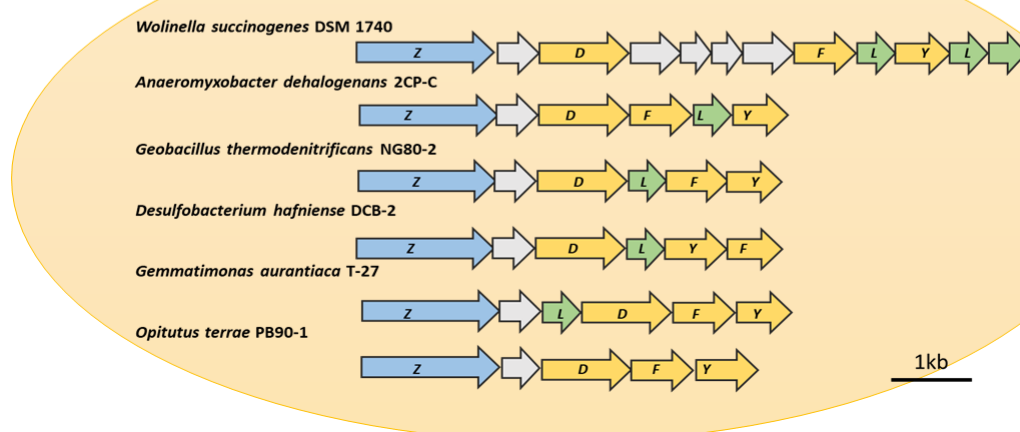 Wolinella succinogenes DSM 1740
Z D F L Y L
Anaeromyxobacter dehalogenans 2CP-C
Z D F L Y
Geobacillus thermodenitrificans NG80-2
Z D L F Y
Desulfobacterium hafniense DCB-2
Z D L Y F
Gemmatimonas aurantiaca T-27
Z L D F Y
Opitutus terrae PB90-1
Z D F Y
1kb